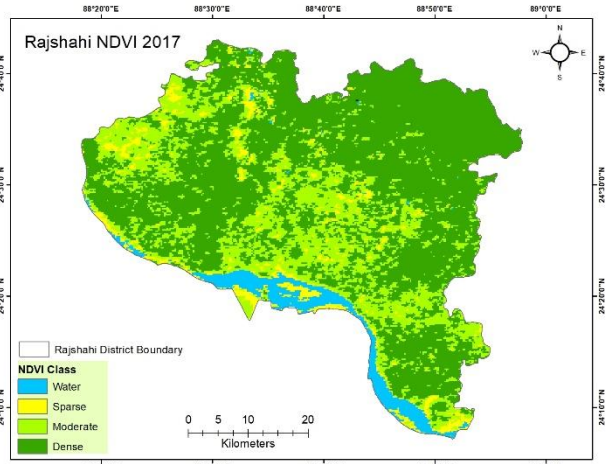 88°20'0"E 88°30'0"E 88°40'0"E 88°50'0"E 89°0'0"E
Rajshahi NDVI 2017
N
W E
S
24°40'0"N 24°40'0"N
24°30'0"N 24°30'0"N
24°20'0"N 24°20'0"N
24°10'0"N 24°10'0"N
Rajshahi District Boundary
NDVI Class
Water
Sparse
Moderate
Dense
0 5 10 20
Kilometers